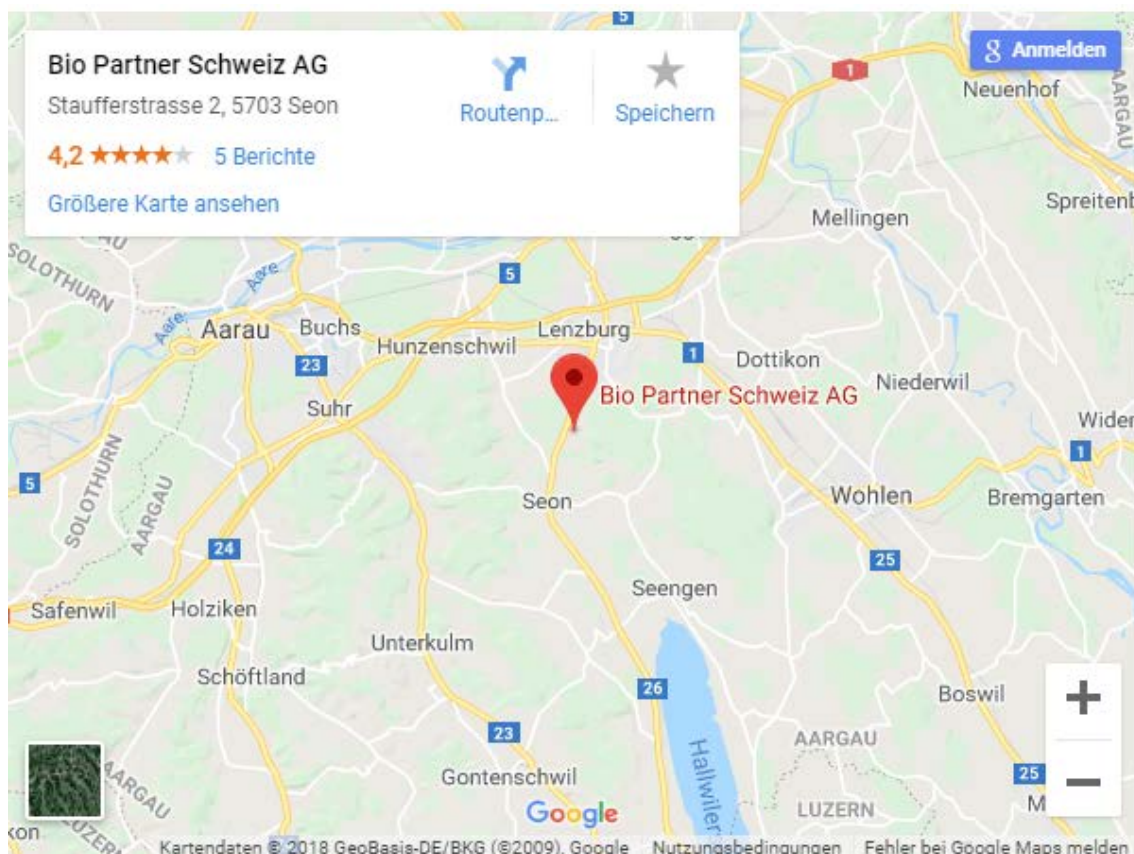 Bio Partner Schweiz AG
Staufferstrasse 2, 5703 Seon
4,2
5 Berichte
Größere Karte ansehen
Routenp...
Speichern
g Anmelden
5
1
Neuenhof
AARGAU
Mellingen
SOLOTHURN
Aare
Aare
5
Aarau
Buchs
Hunzenschwil
Lenzburg
1
Dottikon
Niederwil
23
Suhr
Bio Partner Schweiz AG
1
5
SOLOTHURN
AARGAU
Seon
Wohlen
Bremgarten
24
25
Safenwil
Holziken
Seengen
Unterkulm
Schöftland
26
Boswil
23
Hallwiler
AARGAU
25
Gontenschwil
AARGAU
LUZERN
Google
Kartendaten © 2018 GeoBasis-DE/BKG (©2009), Google
Nutzungsbedingungen
Fehler bei Google Maps melden